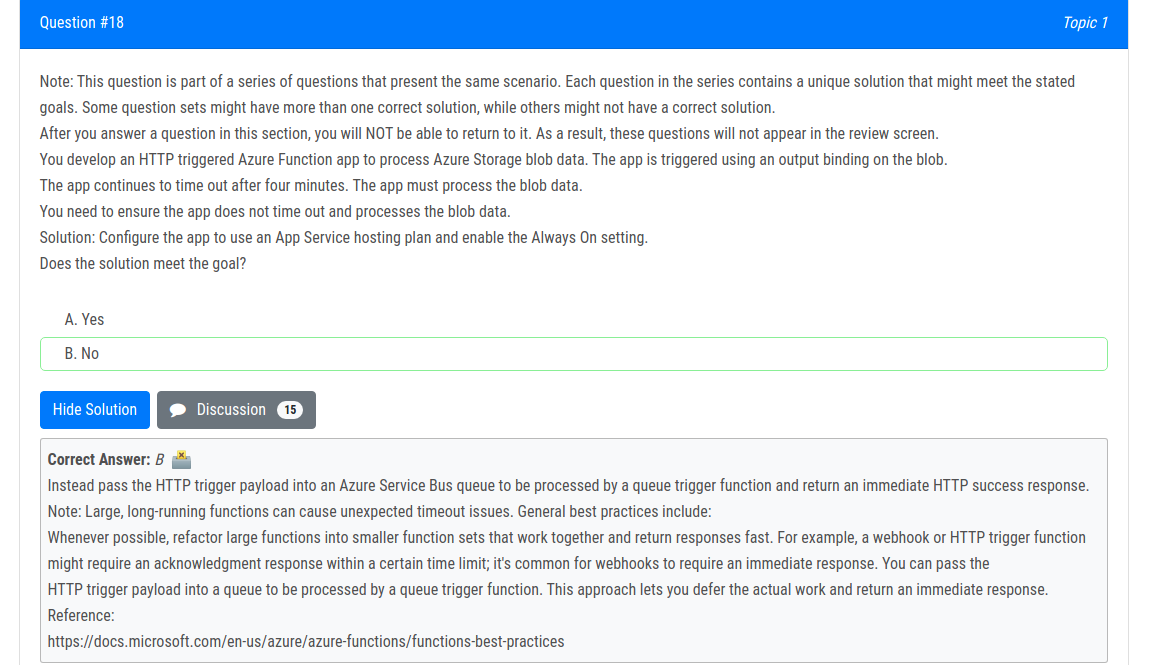 Question #18
Topic 1
Note: This question is part of a series of questions that present the same scenario. Each question in the series contains a unique solution that might meet the stated
goals. Some question sets might have more than one correct solution, while others might not have a correct solution.
After you answer a question in this section, you will NOT be able to return to it. As a result, these questions will not appear in the review screen.
You develop an HTTP triggered Azure Function app to process Azure Storage blob data. The app is triggered using an output binding on the blob.
The app continues to time out after four minutes. The app must process the blob data.
You need to ensure the app does not time out and processes the blob data.
Solution: Configure the app to use an App Service hosting plan and enable the Always On setting.
Does the solution meet the goal?
A. Yes
B. No
Hide Solution
Discussion 15
Correct Answer: B
Instead pass the HTTP trigger payload into an Azure Service Bus queue to be processed by a queue trigger function and return an immediate HTTP success response.
Note: Large, long-running functions can cause unexpected timeout issues. General best practices include:
Whenever possible, refactor large functions into smaller function sets that work together and return responses fast. For example, a webhook or HTTP trigger function
might require an acknowledgment response within a certain time limit; it's common for webhooks to require an immediate response. You can pass the
HTTP trigger payload into a queue to be processed by a queue trigger function. This approach lets you defer the actual work and return an immediate response.
Reference:
https://docs.microsoft.com/en-us/azure/azure-functions/functions-best-practices